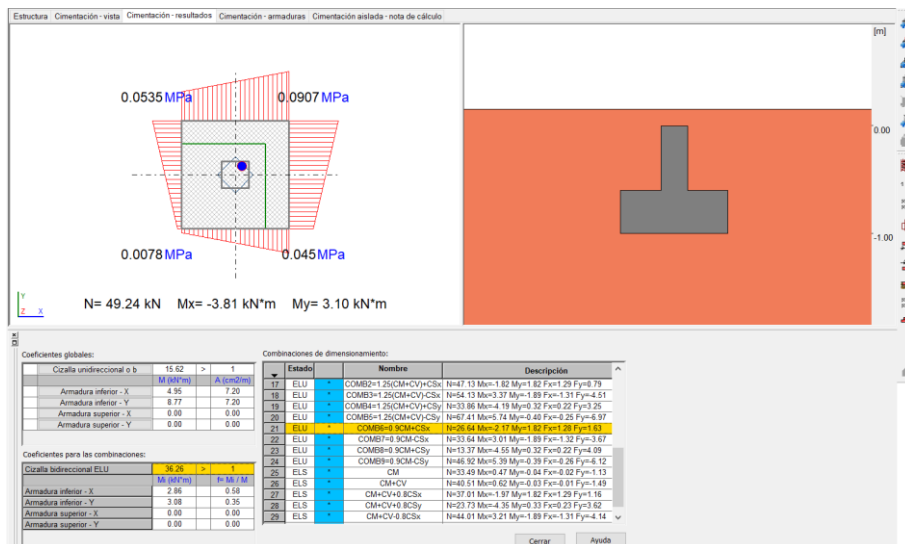 Estructura Cimentación - vista Cimentación - resultados Cimentación - armaduras Cimentación aislada - nota de cálculo
[m]
0.0535 MPa 0.0907 MPa
0.00
0.0078 MPa 0.045 MPa
-1.00
Y
Z X
N= 49.24 kN Mx= -3.81 kN*m My= 3.10 kN*m
Coeficientes globales:
Cizalla unidireccional o b 15.62 > 1
M (kN*m) A (cm2/m)
Armadura inferior - X 4.95 7.20
Armadura inferior - Y 8.77 7.20
Armadura superior - X 0.00 0.00
Armadura superior - Y 0.00 0.00
Coeficientes para las combinaciones:
Cizalla bidireccional ELU 36.26 > 1
Mi (kN*m) f= Mi / M
Armadura inferior - X 2.86 0.58
Armadura inferior - Y 3.08 0.35
Armadura superior - X 0.00 0.00
Armadura superior - Y 0.00 0.00
Combinaciones de dimensionamiento:
Estado Nombre Descripción
17 ELU * COMB2=1.25(CM+CV)+CSx N=47.13 Mx=-1.82 My=1.82 Fx=1.29 Fy=0.79
18 ELU * COMB3=1.25(CM+CV)-CSx N=54.13 Mx=3.37 My=-1.89 Fx=-1.31 Fy=-4.51
19 ELU * COMB4=1.25(CM+CV)+CSy N=33.86 Mx=-4.19 My=0.32 Fx=0.22 Fy=3.25
20 ELU * COMB5=1.25(CM+CV)-CSy N=67.41 Mx=5.74 My=-0.40 Fx=-0.25 Fy=-6.97
21 ELU * COMB6=0.9CM+CSx N=26.64 Mx=-2.17 My=1.82 Fx=1.28 Fy=1.63
22 ELU * COMB7=0.9CM-CSx N=33.64 Mx=3.01 My=-1.89 Fx=-1.32 Fy=-3.67
23 ELU * COMB8=0.9CM+CSy N=13.37 Mx=-4.55 My=0.32 Fx=0.22 Fy=4.09
24 ELU * COMB9=0.9CM-CSy N=46.92 Mx=5.39 My=-0.39 Fx=-0.26 Fy=-6.12
25 ELS * CM N=33.49 Mx=0.47 My=-0.04 Fx=-0.02 Fy=-1.13
26 ELS * CM+CV N=40.51 Mx=0.62 My=-0.03 Fx=-0.01 Fy=-1.49
27 ELS * CM+CV+0.8CSx N=37.01 Mx=-1.97 My=1.82 Fx=1.29 Fy=1.16
28 ELS * CM+CV+0.8CSy N=23.73 Mx=-4.35 My=0.33 Fx=0.23 Fy=3.62
29 ELS * CM+CV-0.8CSx N=44.01 Mx=3.21 My=-1.89 Fx=-1.31 Fy=-4.14
Cerrar Ayuda